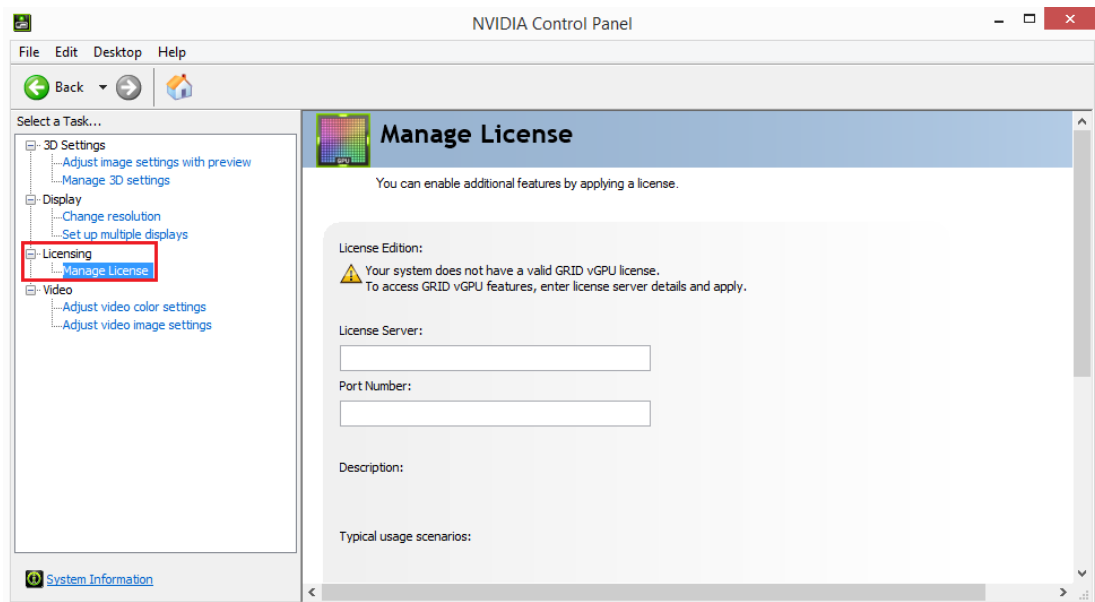 NVIDIA Control Panel
File Edit Desktop Help
Back
Select a Task...
3D Settings
Adjust image settings with preview
Manage 3D settings
Display
Change resolution
Set up multiple displays
Licensing
Manage License
Video
Adjust video color settings
Adjust video image settings
System Information
GPU
Manage License
You can enable additional features by applying a license.
License Edition:
Your system does not have a valid GRID vGPU license.
To access GRID vGPU features, enter license server details and apply.
License Server:
Port Number:
Description:
Typical usage scenarios: